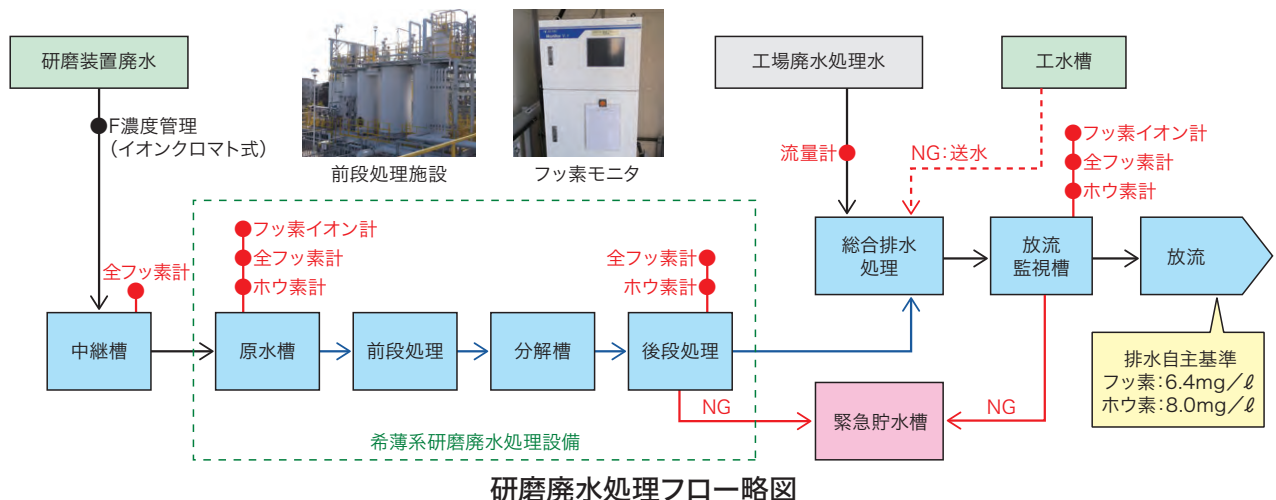 研磨装置廃水
F濃度管理
（イオンクロマト式）
前段処理施設
フッ素モニタ
工場廃水処理水
工水槽
流量計
NG：送水
フッ素イオン計
全フッ素計
ホウ素計
全フッ素計
フッ素イオン計
全フッ素計
ホウ素計
全フッ素計
ホウ素計
総合排水
処理
放流
監視槽
放流
中継槽
原水槽
前段処理
分解槽
後段処理
NG
緊急貯水槽
NG
排水自主基準
フッ素：6.4mg／ℓ
ホウ素：8.0mg／ℓ
希薄系研磨廃水処理設備
研磨廃水処理フロー略図